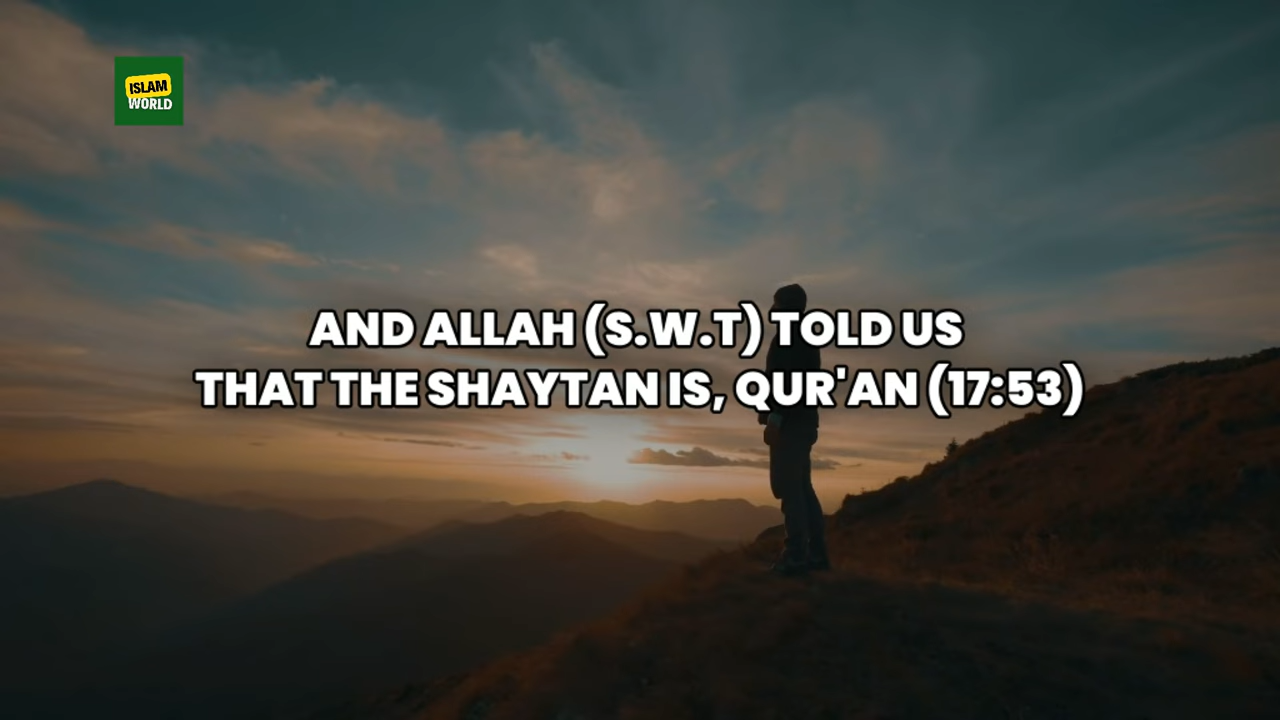 ISLAM
WORLD
AND ALLAH (S.W.T) TOLD US
THAT THE SHAYTAN IS, QUR'AN (17:53)